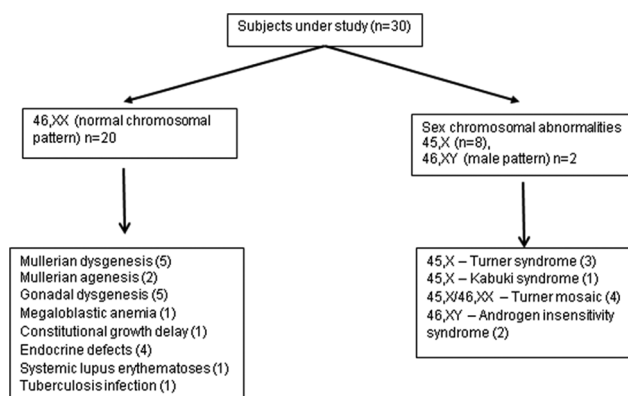 Subjects under study (n=30)
46,XX (normal chromosomal
pattern) n=20
Sex chromosomal abnormalities
45,X (n=8),
46,XY (male pattern) n=2
Mullerian dysgenesis (5)
Mullerian agenesis (2)
Gonadal dysgenesis (5)
Megaloblastic anemia (1)
Constitutional growth delay (1)
Endocrine defects (4)
Systemic lupus erythematoses (1)
Tuberculosis infection (1)
45,X – Turner syndrome (3)
45,X – Kabuki syndrome (1)
45,X/46,XX – Turner mosaic (4)
46,XY – Androgen insensitivity
syndrome (2)